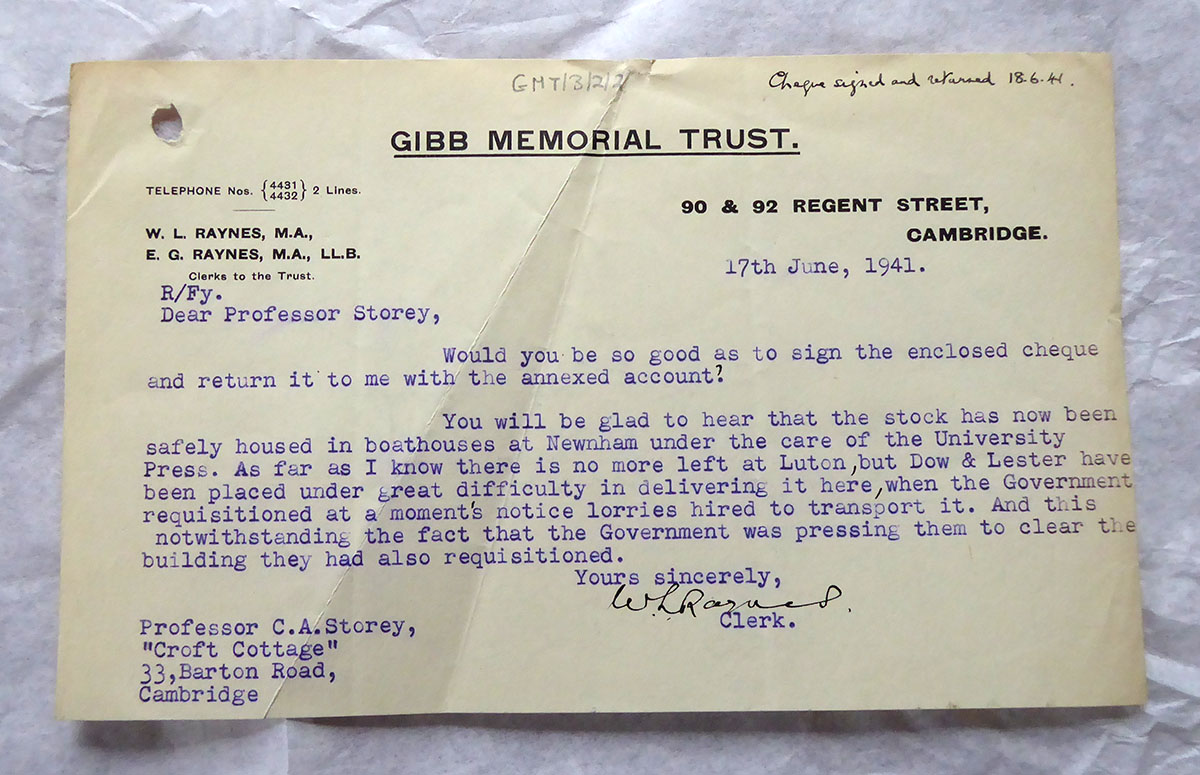 GMT/3/2/2
Cheque signed and returned 18.6.41.
GIBB MEMORIAL TRUST.
TELEPHONE Nos. {4431 4432} 2 Lines.
90 & 92 REGENT STREET,
CAMBRIDGE.
W. L. RAYNES, M.A.,
E. G. RAYNES, M.A., LL.B.
Clerks to the Trust.
17th June, 1941.
R/Fy.
Dear Professor Storey,
Would you be so good as to sign the enclosed cheque
and return it to me with the annexed account?
You will be glad to hear that the stock has now been
safely housed in boathouses at Newnham under the care of the University
Press. As far as I know there is no more left at Luton,but Dow & Lester have
been placed under great difficulty in delivering it here,when the Government
requisitioned at a moment's notice lorries hired to transport it. And this
notwithstanding the fact that the Government was pressing them to clear the
building they had also requisitioned.
Yours sincerely,
W L Raynes.
Clerk.
Professor C.A.Storey,
"Croft Cottage"
33,Barton Road,
Cambridge